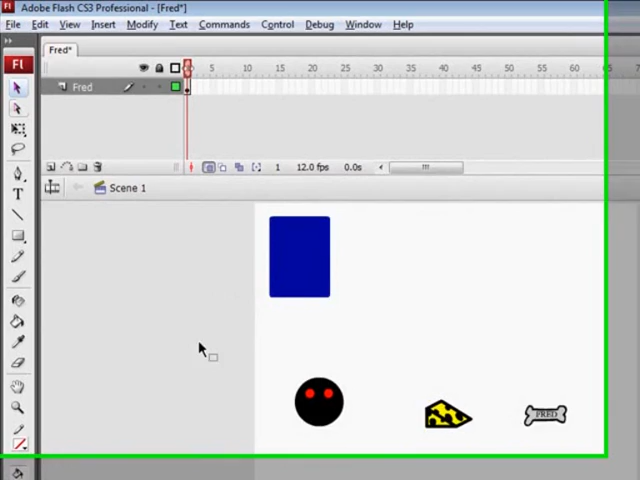 Adobe Flash CS3 Professional - [Fred*]
File Edit View Insert Modify Text Commands Control Debug Window Help
Fred*
Fl
5 10 15 20 25 30 35 40 45 50 55 60
Fred
1 12.0 fps 0.0s
Scene 1
T
FRED